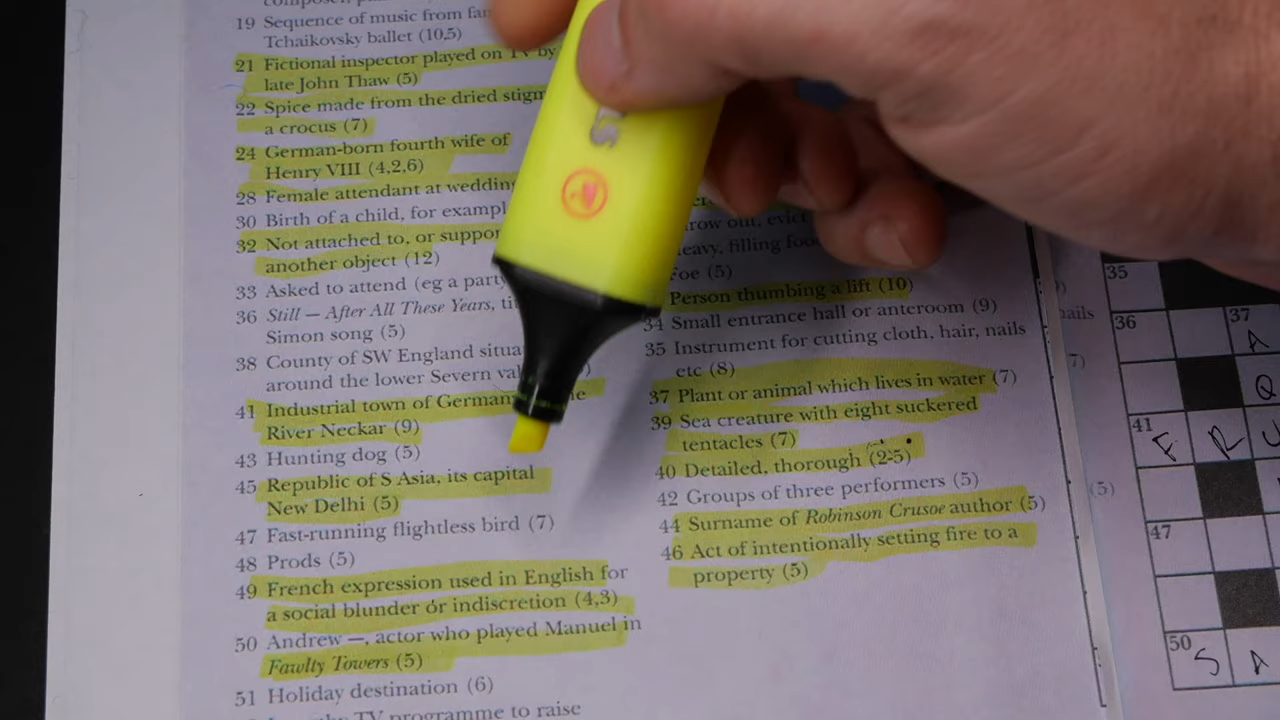 19 Sequence of music from
Tchaikovsky ballet (10,5)
21 Fictional inspector played on TV by
late John Thaw (5)
22 Spice made from the dried
a crocus (7)
24 German-born fourth wife of
Henry VIII (4,2,6)
28 Female attendant at
30 Birth of a child, for
32 Not attached to, or
another object (12)
33 Asked to attend (eg a party
36 Still — After All These Years,
Simon song (5)
38 County of SW England
around the lower Severn
41 Industrial town of
River Neckar (9)
43 Hunting dog (5)
45 Republic of S Asia, its capital
New Delhi (5)
47 Fast-running flightless bird (7)
48 Prods (5)
49 French expression used in English for
a social blunder or indiscretion (4,3)
50 Andrew —, actor who played Manuel in
Fawlty Towers (5)
51 Holiday destination (6)
TV programme to raise
out, evict
filling
Foe (5)
Person thumbing a lift (10)
34 Small entrance hall or anteroom (9)
35 Instrument for cutting cloth, hair, nails
etc (8)
37 Plant or animal which lives in water (7)
39 Sea creature with eight suckered
tentacles (7)
40 Detailed, thorough (2-5)
42 Groups of three performers (5)
44 Surname of Robinson Crusoe author (5)
46 Act of intentionally setting fire to a
property (5)
nails
7)
(5)
35
36 37
A
Q
41 F R U
47
50 S A